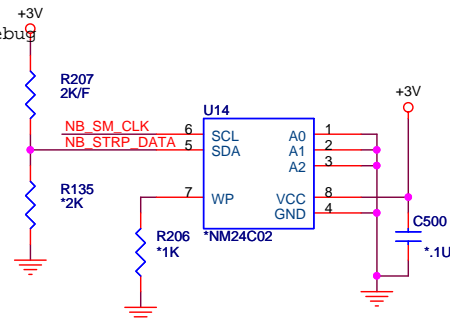 +3V
ebug
R207
2K/F
+3V
U14
NB_SM_CLK 6 SCL A0 1
NB_STRP_DATA 5 SDA A1 2
A2 3
R135
*2K
7 WP VCC 8
GND 4
R206
*1K
*NM24C02
C500
*.1U